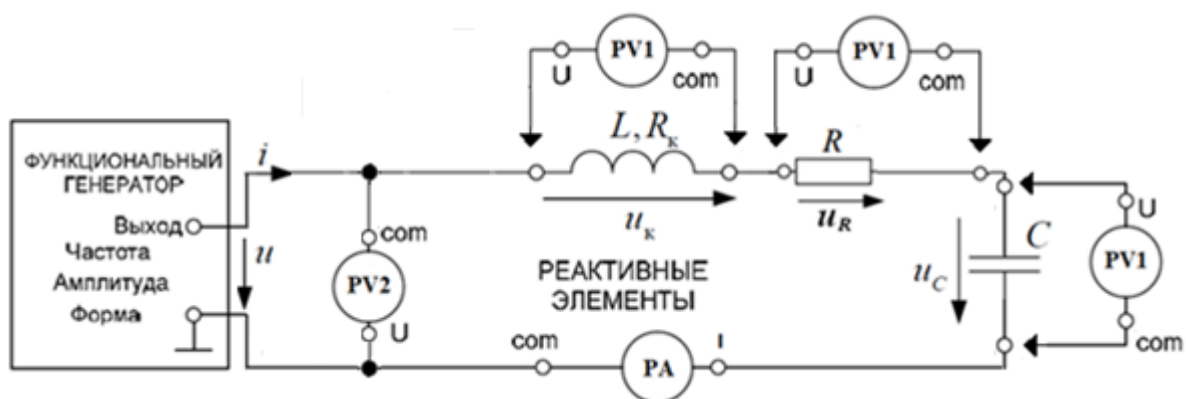 PV1
U
com
PV1
U
com
ФУНКЦИОНАЛЬНЫЙ
ГЕНЕРАТОР
Выход
Частота
Амплитуда
Форма
i
u
com
PV2
U
L, Rк
uк
R
uR
РЕАКТИВНЫЕ
ЭЛЕМЕНТЫ
uC
C
U
PV1
com
com
PA
I